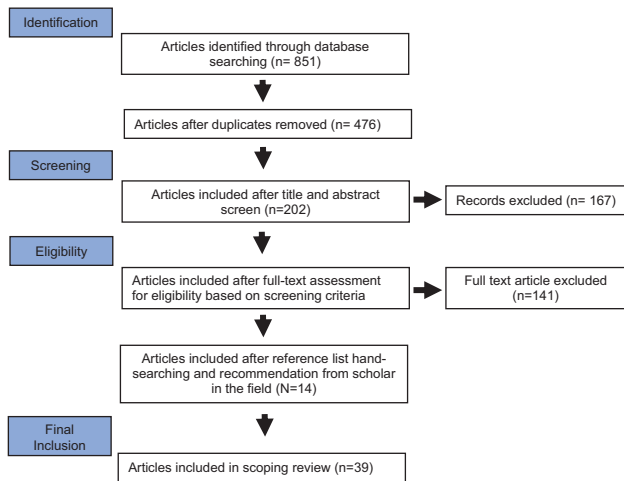 Identification
Articles identified through database
searching (n= 851)
Articles after duplicates removed (n= 476)
Screening
Articles included after title and abstract
screen (n=202)
Records excluded (n= 167)
Eligibility
Articles included after full-text assessment
for eligibility based on screening criteria
Full text article excluded
(n=141)
Articles included after reference list hand-
searching and recommendation from scholar
in the field (N=14)
Final
Inclusion
Articles included in scoping review (n=39)